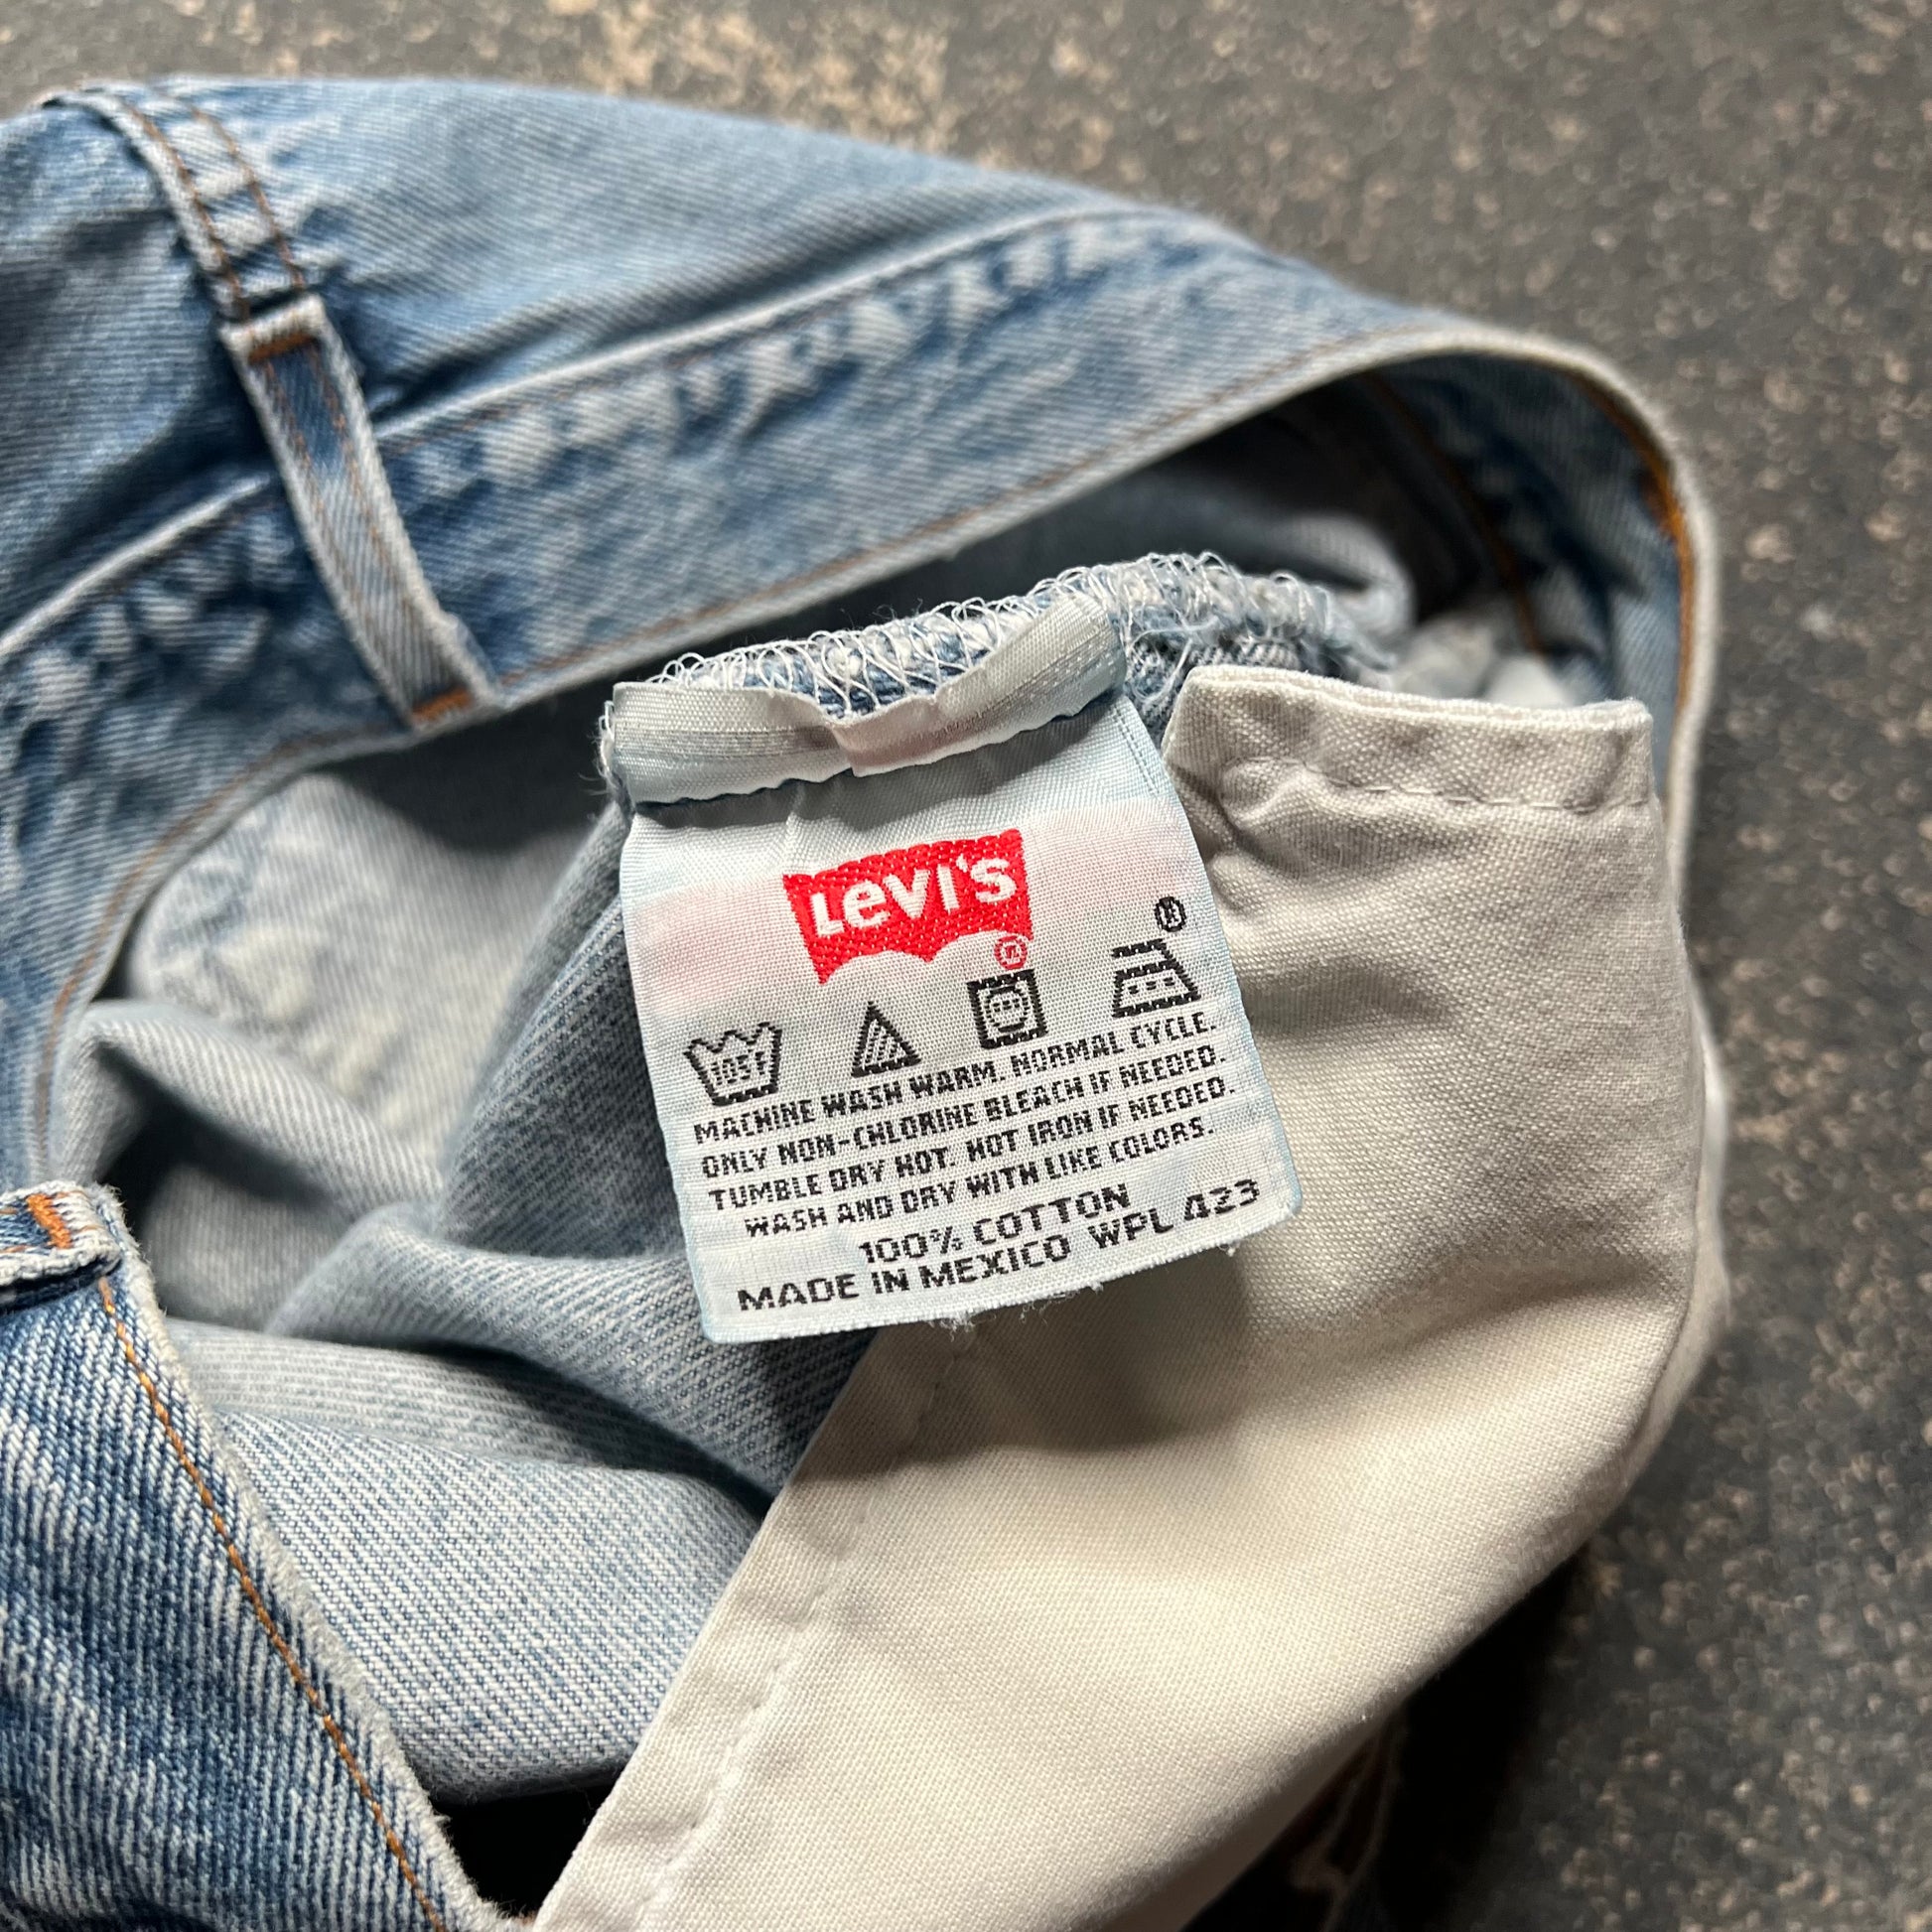 Levi's
®
®
105F
MACHINE WASH WARM. NORMAL CYCLE.
ONLY NON-CHLORINE BLEACH IF NEEDED.
TUMBLE DRY HOT. HOT IRON IF NEEDED.
WASH AND DRY WITH LIKE COLORS.
100% COTTON
MADE IN MEXICO WPL 423